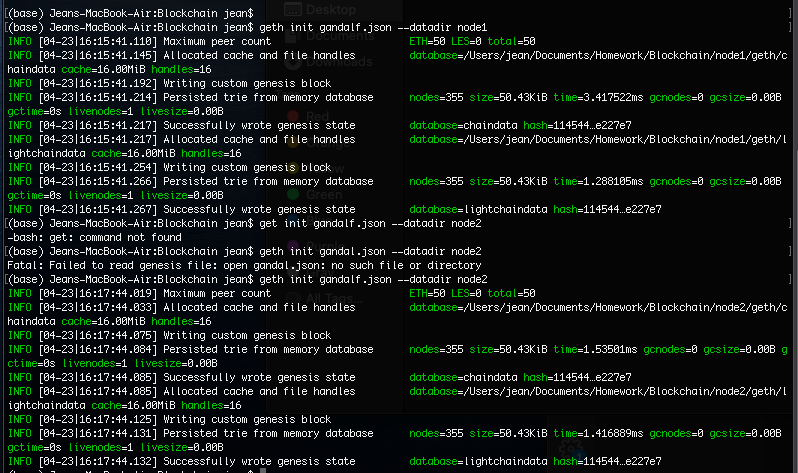 Desktop
[(base) Jeans-MacBook-Air:Blockchain jean$ ]
Documents
[(base) Jeans-MacBook-Air:Blockchain jean$ geth init gandalf.json --datadir node1 ]
INFO [04-23|16:15:41.110] Maximum peer count ETH=50 LES=0 total=50
Downloads
INFO [04-23|16:15:41.145] Allocated cache and file handles database=/Users/jean/Documents/Homework/Blockchain/node1/geth/c
haindata cache=16.00MiB handles=16
INFO [04-23|16:15:41.192] Writing custom genesis block
INFO [04-23|16:15:41.214] Persisted trie from memory database nodes=355 size=50.43KiB time=3.417522ms gcnodes=0 gcsize=0.00B
gctime=0s livenodes=1 livesize=0.00B
Red
INFO [04-23|16:15:41.217] Successfully wrote genesis state database=chaindata hash=114544…e227e7
INFO [04-23|16:15:41.217] Allocated cache and file handles database=/Users/jean/Documents/Homework/Blockchain/node1/geth/l
ightchaindata cache=16.00MiB handles=16
INFO [04-23|16:15:41.254] Writing custom genesis block
INFO [04-23|16:15:41.266] Persisted trie from memory database nodes=355 size=50.43KiB time=1.288105ms gcnodes=0 gcsize=0.00B
gctime=0s livenodes=1 livesize=0.00B
Green
INFO [04-23|16:15:41.267] Successfully wrote genesis state database=lightchaindata hash=114544…e227e7
[(base) Jeans-MacBook-Air:Blockchain jean$ get init gandalf.json --datadir node2 ]
-bash: get: command not found
[(base) Jeans-MacBook-Air:Blockchain jean$ geth init gandal.json --datadir node2 ]
Fatal: Failed to read genesis file: open gandal.json: no such file or directory
[(base) Jeans-MacBook-Air:Blockchain jean$ geth init gandalf.json --datadir node2 ]
INFO [04-23|16:17:44.019] Maximum peer count ETH=50 LES=0 total=50
All Tags...
INFO [04-23|16:17:44.033] Allocated cache and file handles database=/Users/jean/Documents/Homework/Blockchain/node2/geth/c
haindata cache=16.00MiB handles=16
INFO [04-23|16:17:44.075] Writing custom genesis block
INFO [04-23|16:17:44.084] Persisted trie from memory database nodes=355 size=50.43KiB time=1.53501ms gcnodes=0 gcsize=0.00B g
ctime=0s livenodes=1 livesize=0.00B
INFO [04-23|16:17:44.085] Successfully wrote genesis state database=chaindata hash=114544…e227e7
INFO [04-23|16:17:44.085] Allocated cache and file handles database=/Users/jean/Documents/Homework/Blockchain/node2/geth/l
ightchaindata cache=16.00MiB handles=16
INFO [04-23|16:17:44.125] Writing custom genesis block
INFO [04-23|16:17:44.131] Persisted trie from memory database nodes=355 size=50.43KiB time=1.416889ms gcnodes=0 gcsize=0.00B
gctime=0s livenodes=1 livesize=0.00B
INFO [04-23|16:17:44.132] Successfully wrote genesis state database=lightchaindata hash=114544…e227e7